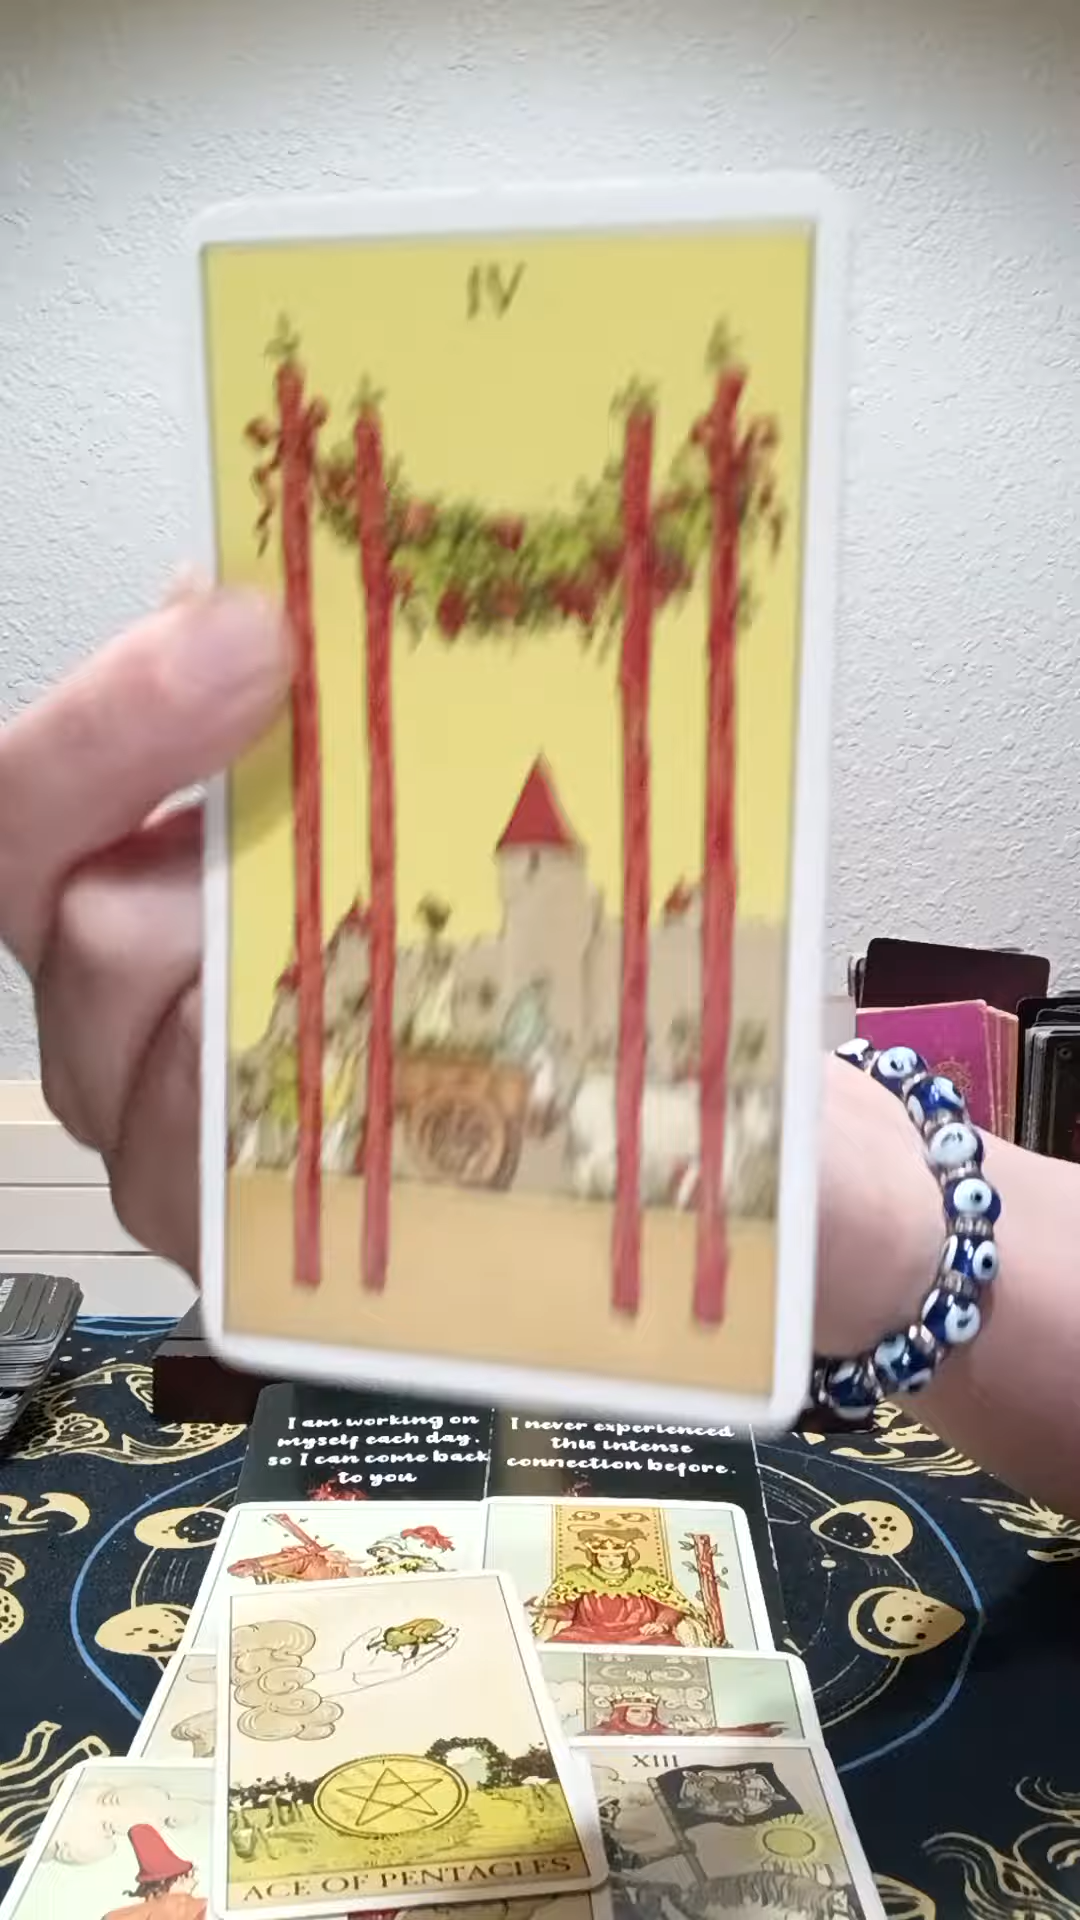 IV
I am working on
myself each day.
so I can come back
to you
I never experienced
this intense
connection before.
XIII
ACE OF PENTACLES